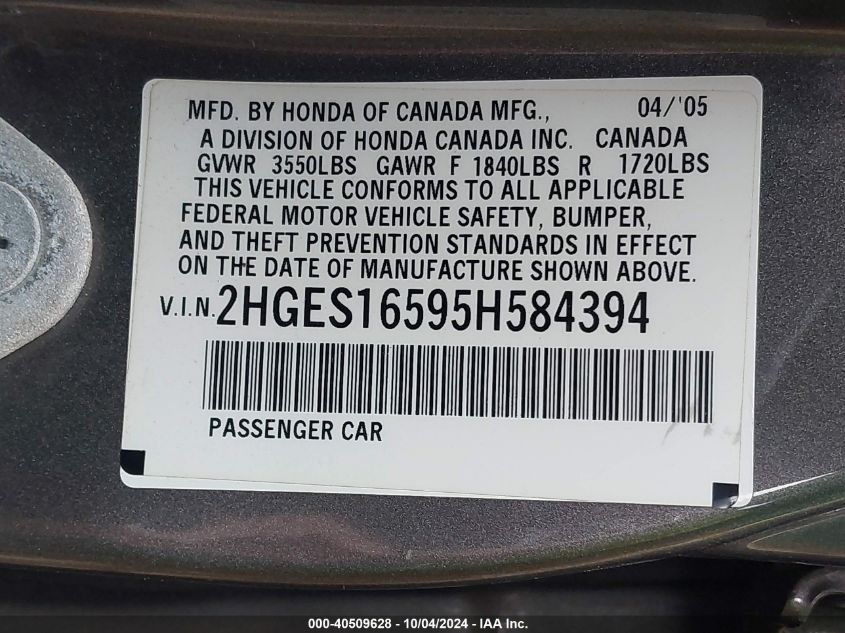 MFD. BY HONDA OF CANADA MFG., 04/'05
A DIVISION OF HONDA CANADA INC. CANADA
GVWR 3550LBS GAWR F 1840LBS R 1720LBS
THIS VEHICLE CONFORMS TO ALL APPLICABLE
FEDERAL MOTOR VEHICLE SAFETY, BUMPER,
AND THEFT PREVENTION STANDARDS IN EFFECT
ON THE DATE OF MANUFACTURE SHOWN ABOVE.
V.I.N. 2HGES16595H584394
PASSENGER CAR
000-40509628 - 10/04/2024 - IAA Inc.